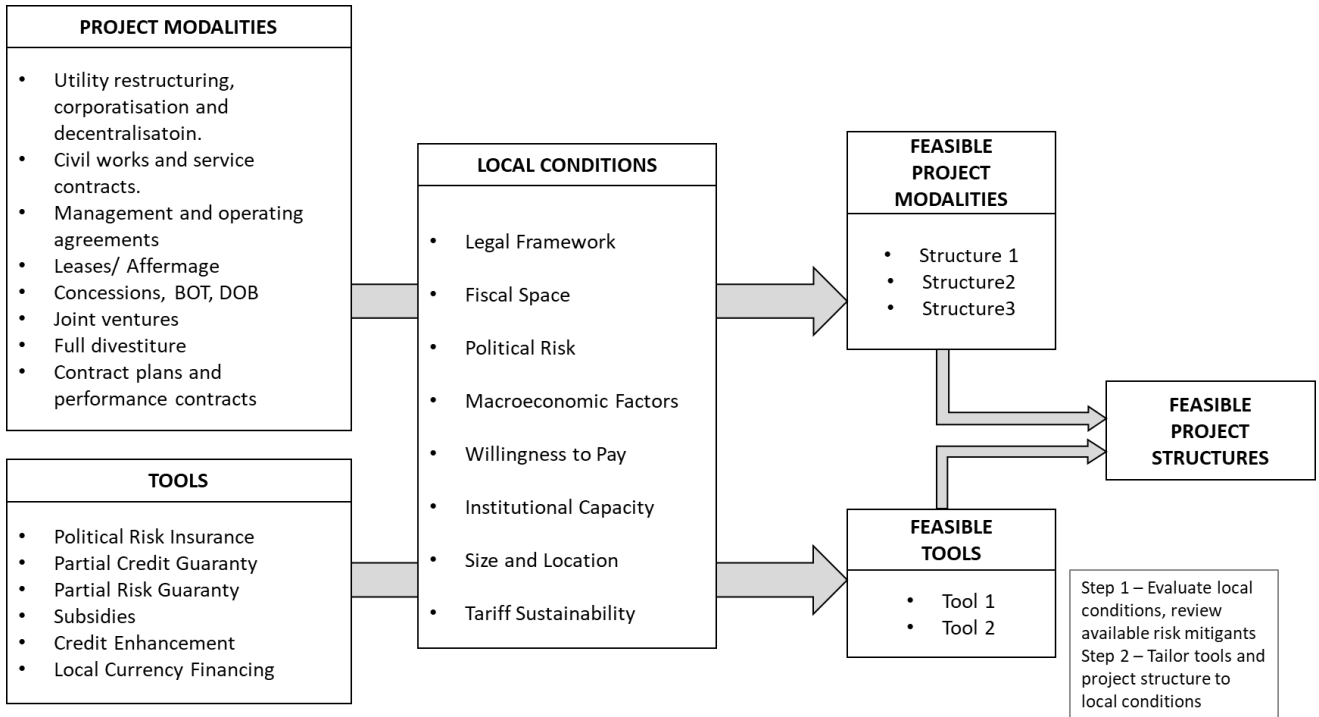 PROJECT MODALITIES
• Utility restructuring,
corporatisation and
decentralisatoin.
• Civil works and service
contracts.
• Management and operating
agreements
• Leases/ Affermage
• Concessions, BOT, DOB
• Joint ventures
• Full divestiture
• Contract plans and
performance contracts
TOOLS
• Political Risk Insurance
• Partial Credit Guaranty
• Partial Risk Guaranty
• Subsidies
• Credit Enhancement
• Local Currency Financing
LOCAL CONDITIONS
• Legal Framework
• Fiscal Space
• Political Risk
• Macroeconomic Factors
• Willingness to Pay
• Institutional Capacity
• Size and Location
• Tariff Sustainability
FEASIBLE
PROJECT
MODALITIES
• Structure 1
• Structure2
• Structure3
FEASIBLE
TOOLS
• Tool 1
• Tool 2
FEASIBLE
PROJECT
STRUCTURES
Step 1 – Evaluate local
conditions, review
available risk mitigants
Step 2 – Tailor tools and
project structure to
local conditions